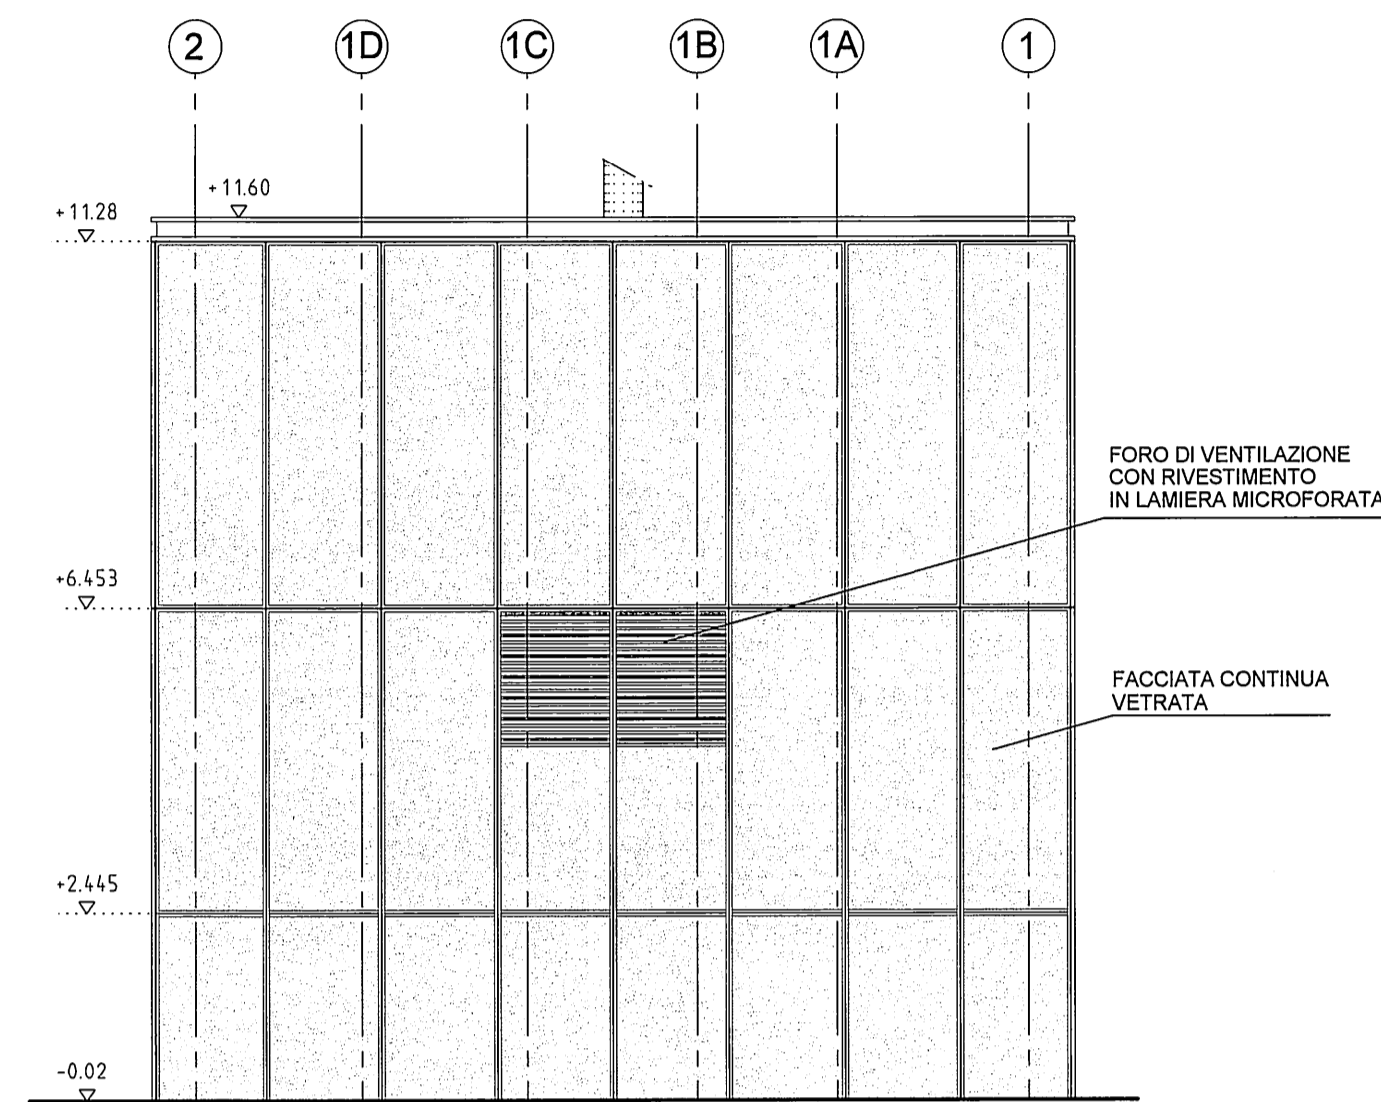 2 1D 1C 1B 1A 1
+11.60
+11.28
FORO DI VENTILAZIONE
CON RIVESTIMENTO
IN LAMIERA MICROFORATA
+6.453
FACCIATA CONTINUA
VETRATA
+2.445
-0.02